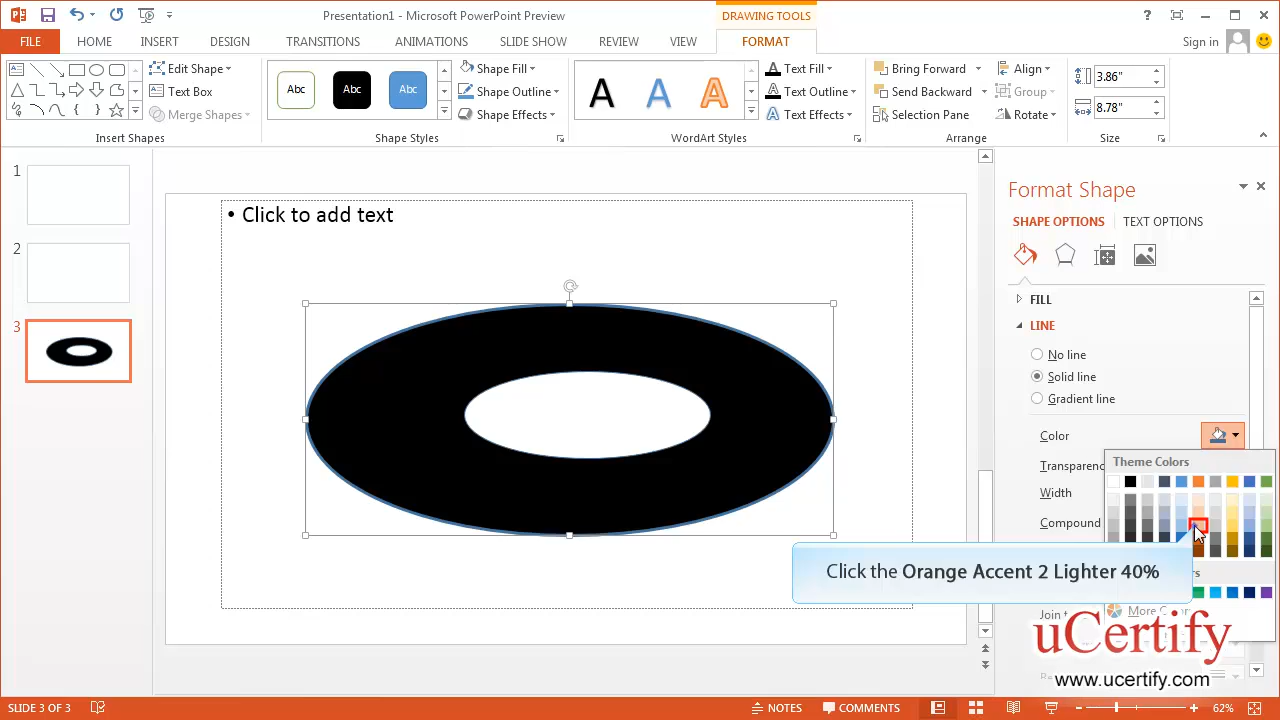 Presentation1 - Microsoft PowerPoint Preview
DRAWING TOOLS
?
FILE
HOME
INSERT
DESIGN
TRANSITIONS
ANIMATIONS
SLIDE SHOW
REVIEW
VIEW
FORMAT
Sign in
Edit Shape
Text Box
Merge Shapes
Insert Shapes
Abc
Abc
Abc
Shape Fill
Shape Outline
Shape Effects
Shape Styles
A
A
A
Text Fill
Text Outline
Text Effects
WordArt Styles
Bring Forward
Send Backward
Selection Pane
Align
Group
Rotate
Arrange
3.86"
8.78"
Size
1
2
3
• Click to add text
Format Shape
SHAPE OPTIONS
TEXT OPTIONS
FILL
LINE
No line
Solid line
Gradient line
Color
Transparenc
Width
Compound
Theme Colors
Click the Orange Accent 2 Lighter 40%
rs
Join t
More Co
uCertify
www.ucertify.com
SLIDE 3 OF 3
NOTES
COMMENTS
62%